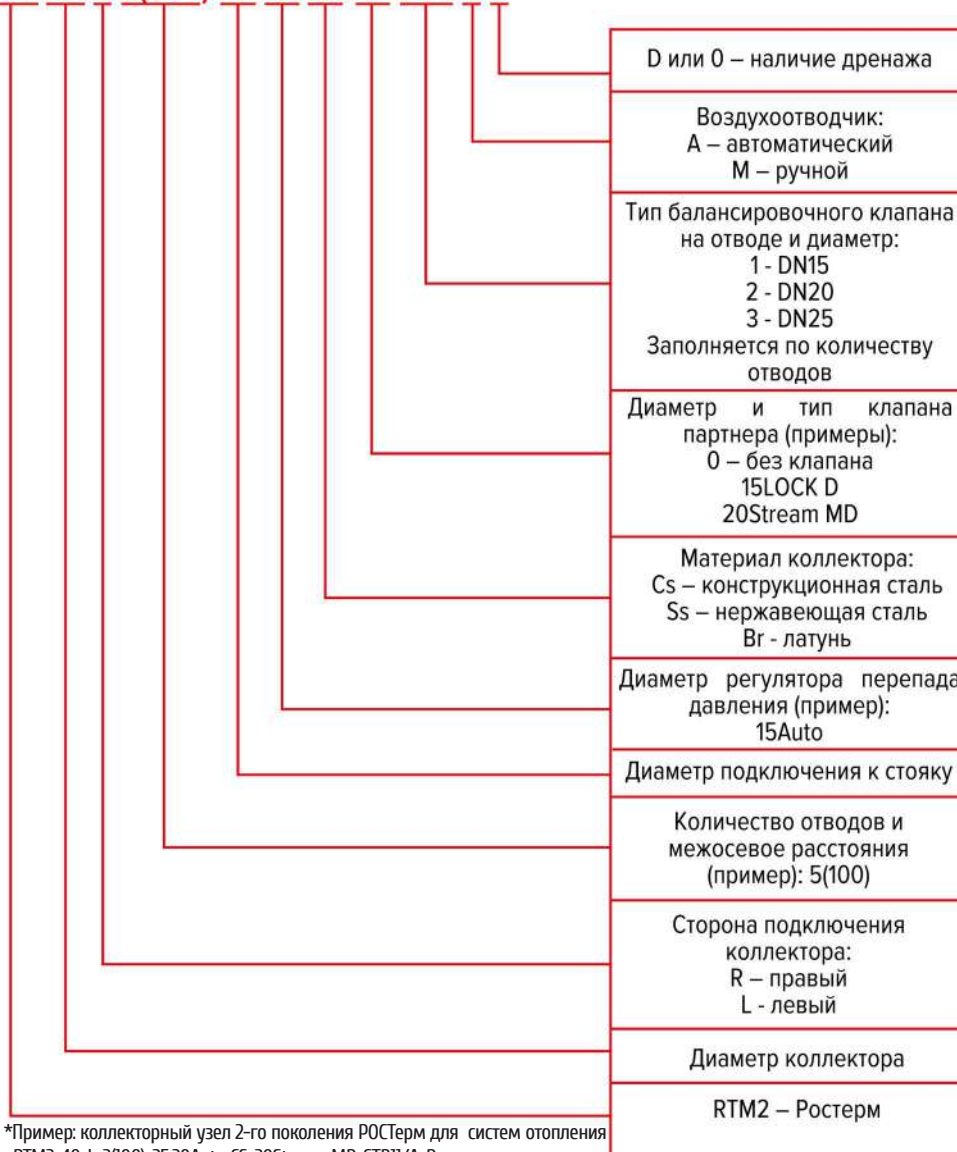 D или 0 – наличие дренажа
Воздухоотводчик:
А – автоматический
М – ручной
Тип балансировочного клапана
на отводе и диаметр:
1 - DN15
2 - DN20
3 - DN25
Заполняется по количеству
отводов
Диаметр и тип клапана
партнера (примеры):
0 – без клапана
15LOCK D
20Stream MD
Материал коллектора:
Cs – конструкционная сталь
Ss – нержавеющая сталь
Br - латунь
Диаметр регулятора перепада
давления (пример):
15Auto
Диаметр подключения к стояку
Количество отводов и
межосевое расстояния
(пример): 5(100)
Сторона подключения
коллектора:
R – правый
L - левый
Диаметр коллектора
RTM2 – Ростерм
*Пример: коллекторный узел 2-го поколения РОСТерм для систем отопления